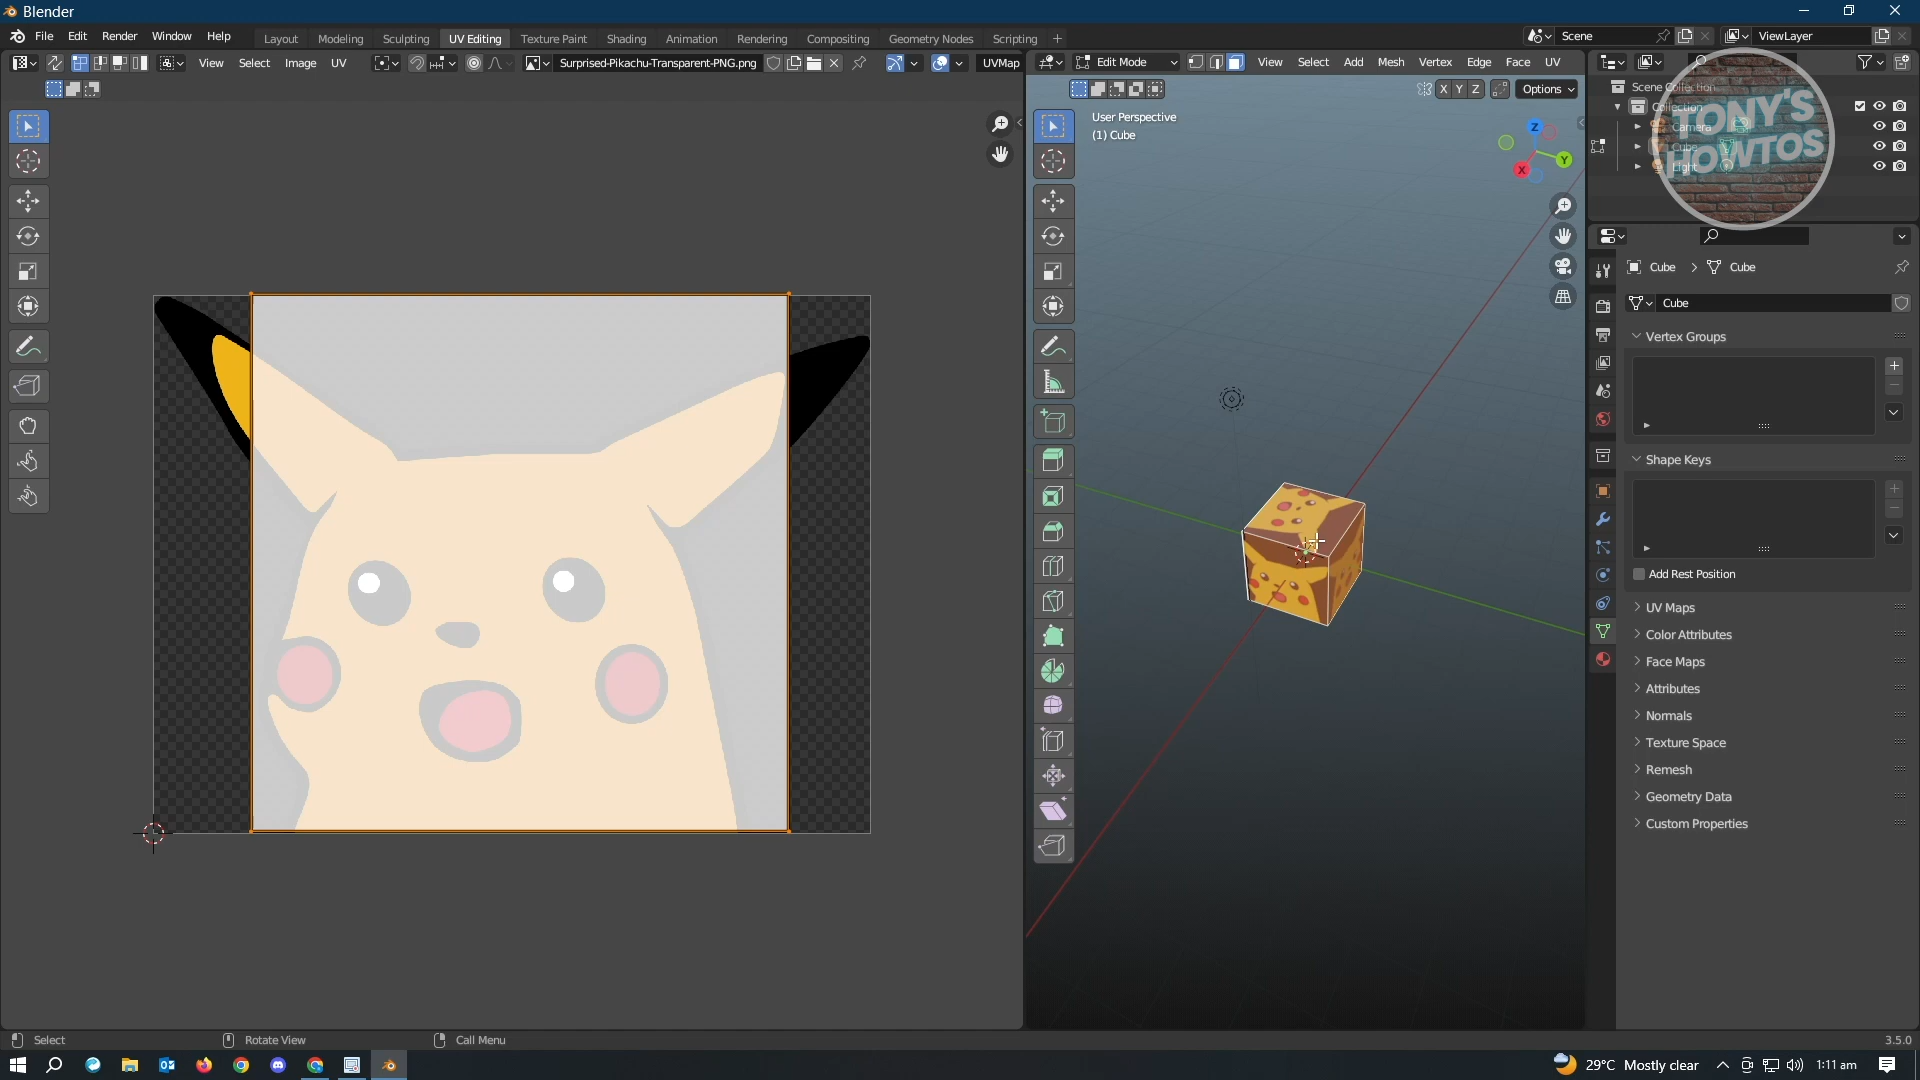 Blender
File Edit Render Window Help Layout Modeling Sculpting UV Editing Texture Paint Shading Animation Rendering Compositing Geometry Nodes Scripting + Scene ViewLayer
View Select Image UV Surprised-Pikachu-Transparent-PNG.png UVMap Edit Mode View Select Add Mesh Vertex Edge Face UV
X Y Z Options
User Perspective
(1) Cube
Z
Y
X
Scene Collection
Collection
Camera
Cube
Light
TONY'S
HOWTOS
Cube > Cube
Cube
Vertex Groups
Shape Keys
Add Rest Position
UV Maps
Color Attributes
Face Maps
Attributes
Normals
Texture Space
Remesh
Geometry Data
Custom Properties
Select Rotate View Call Menu 3.5.0
29°C Mostly clear 1:11 am